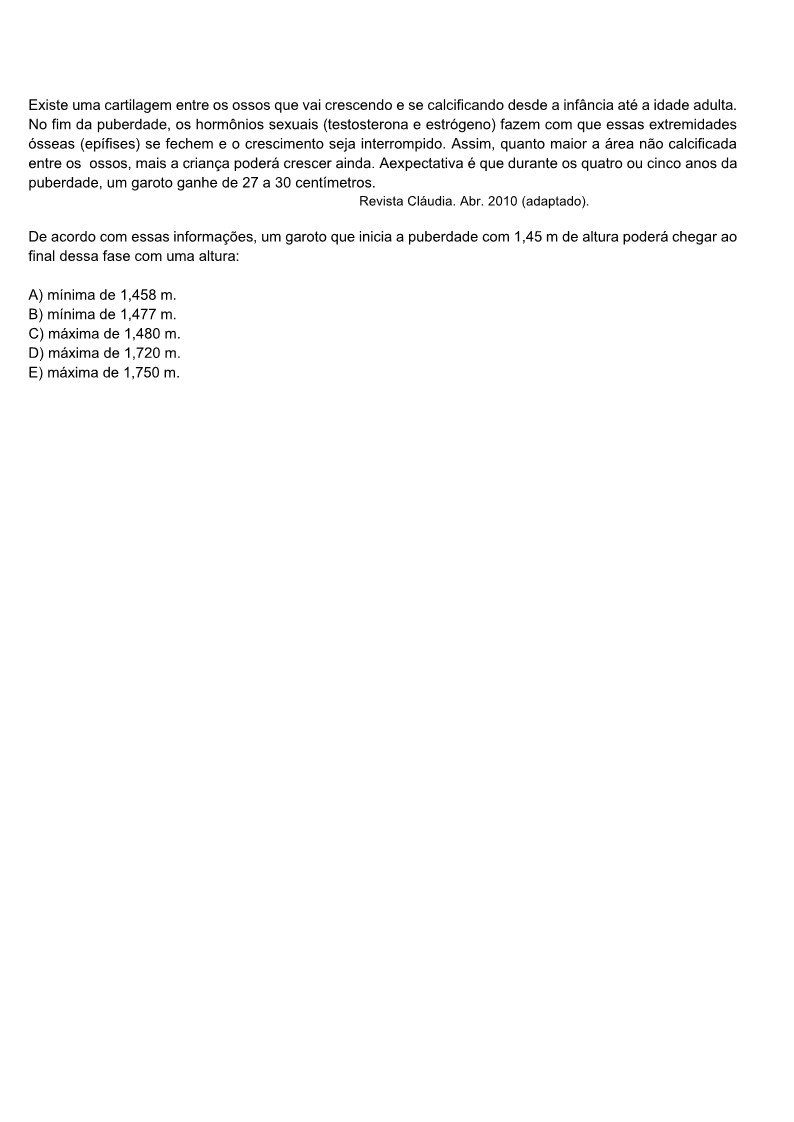 Existe uma cartilagem entre os ossos que vai crescendo e se calcificando desde a infância até a idade adulta.
No fim da puberdade, os hormônios sexuais (testosterona e estrógeno) fazem com que essas extremidades
ósseas (epífises) se fechem e o crescimento seja interrompido. Assim, quanto maior a área não calcificada
entre os  ossos, mais a criança poderá crescer ainda. Aexpectativa é que durante os quatro ou cinco anos da
puberdade, um garoto ganhe de 27 a 30 centímetros.
Revista Cláudia. Abr. 2010 (adaptado).
De acordo com essas informações, um garoto que inicia a puberdade com 1,45 m de altura poderá chegar ao
final dessa fase com uma altura:
A) mínima de 1,458 m.
B) mínima de 1,477 m.
C) máxima de 1,480 m.
D) máxima de 1,720 m.
E) máxima de 1,750 m.